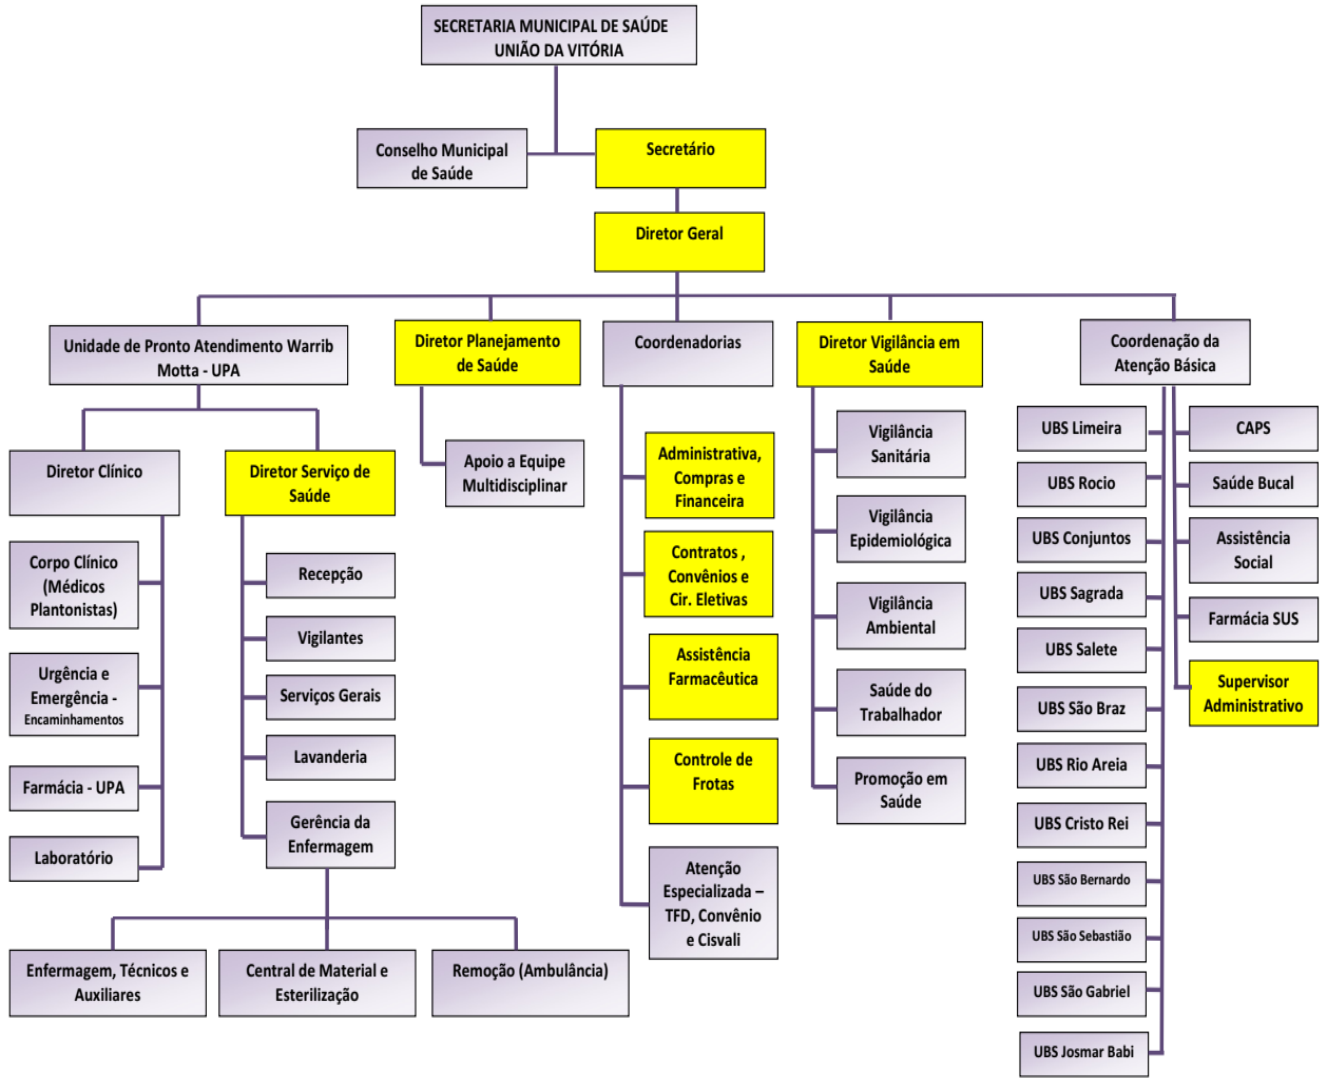 SECRETARIA MUNICIPAL DE SAÚDE
UNIÃO DA VITÓRIA
Conselho Municipal
de Saúde
Secretário
Diretor Geral
Unidade de Pronto Atendimento Warrib
Motta - UPA
Diretor Planejamento
de Saúde
Coordenadorias
Diretor Vigilância em
Saúde
Coordenação da
Atenção Básica
Diretor Clínico
Corpo Clínico
(Médicos
Plantonistas)
Urgência e
Emergência -
Encaminhamentos
Farmácia - UPA
Laboratório
Diretor Serviço de
Saúde
Recepção
Vigilantes
Serviços Gerais
Lavanderia
Gerência da
Enfermagem
Enfermagem, Técnicos e
Auxiliares
Central de Material e
Esterilização
Remoção (Ambulância)
Apoio a Equipe
Multidisciplinar
Administrativa,
Compras e
Financeira
Contratos ,
Convênios e
Cir. Eletivas
Assistência
Farmacêutica
Controle de
Frotas
Atenção
Especializada –
TFD, Convênio
e Cisvali
Vigilância
Sanitária
Vigilância
Epidemiológica
Vigilância
Ambiental
Saúde do
Trabalhador
Promoção em
Saúde
UBS Limeira
UBS Rocio
UBS Conjuntos
UBS Sagrada
UBS Salete
UBS São Braz
UBS Rio Areia
UBS Cristo Rei
UBS São Bernardo
UBS São Sebastião
UBS São Gabriel
UBS Josmar Babi
CAPS
Saúde Bucal
Assistência
Social
Farmácia SUS
Supervisor
Administrativo